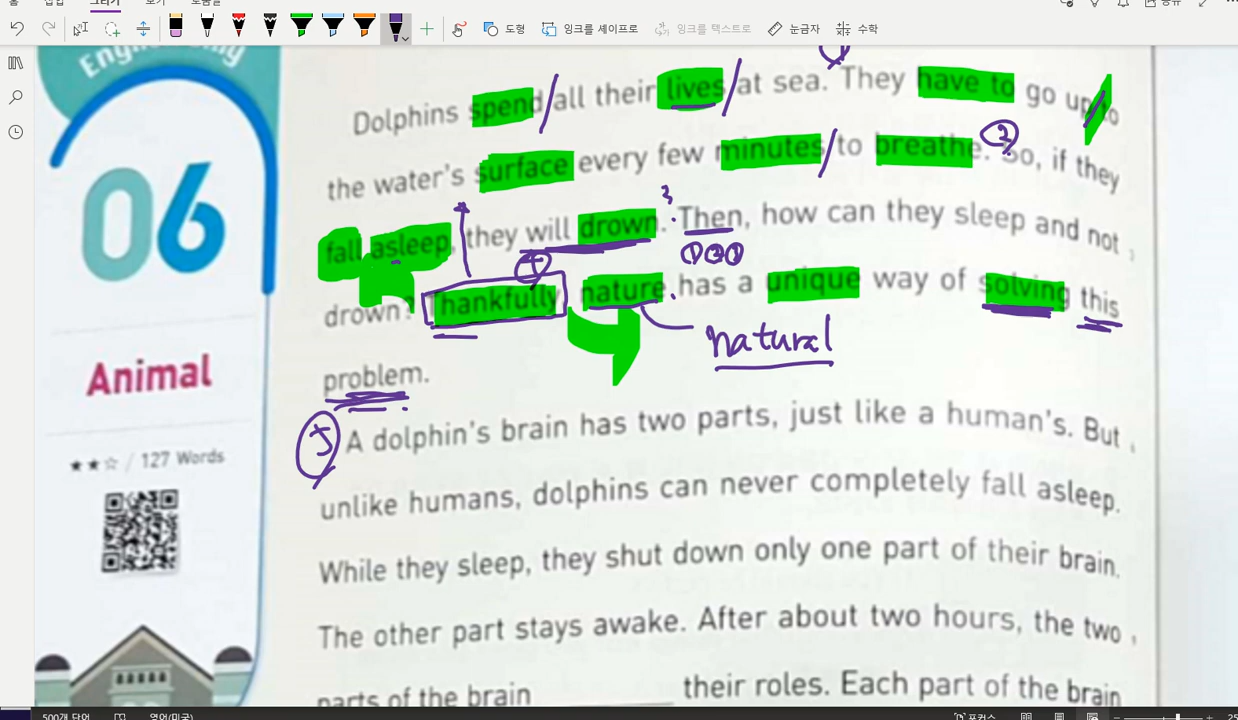 그리기
도형
잉크를 셰이프로
잉크를 텍스트로
눈금자
수학
공유
06
Animal
★★☆ / 127 Words
Dolphins spend all their lives at sea. They have to go up to
the water's surface every few minutes to breathe. So, if they
fall asleep, they will drown. Then, how can they sleep and not
drown? Thankfully, nature has a unique way of solving this
natural
problem.
A dolphin's brain has two parts, just like a human's. But,
unlike humans, dolphins can never completely fall asleep.
While they sleep, they shut down only one part of their brain.
The other part stays awake. After about two hours, the two
parts of the brain ________ their roles. Each part of the brain
500개 단어
영어(미국)
포커스